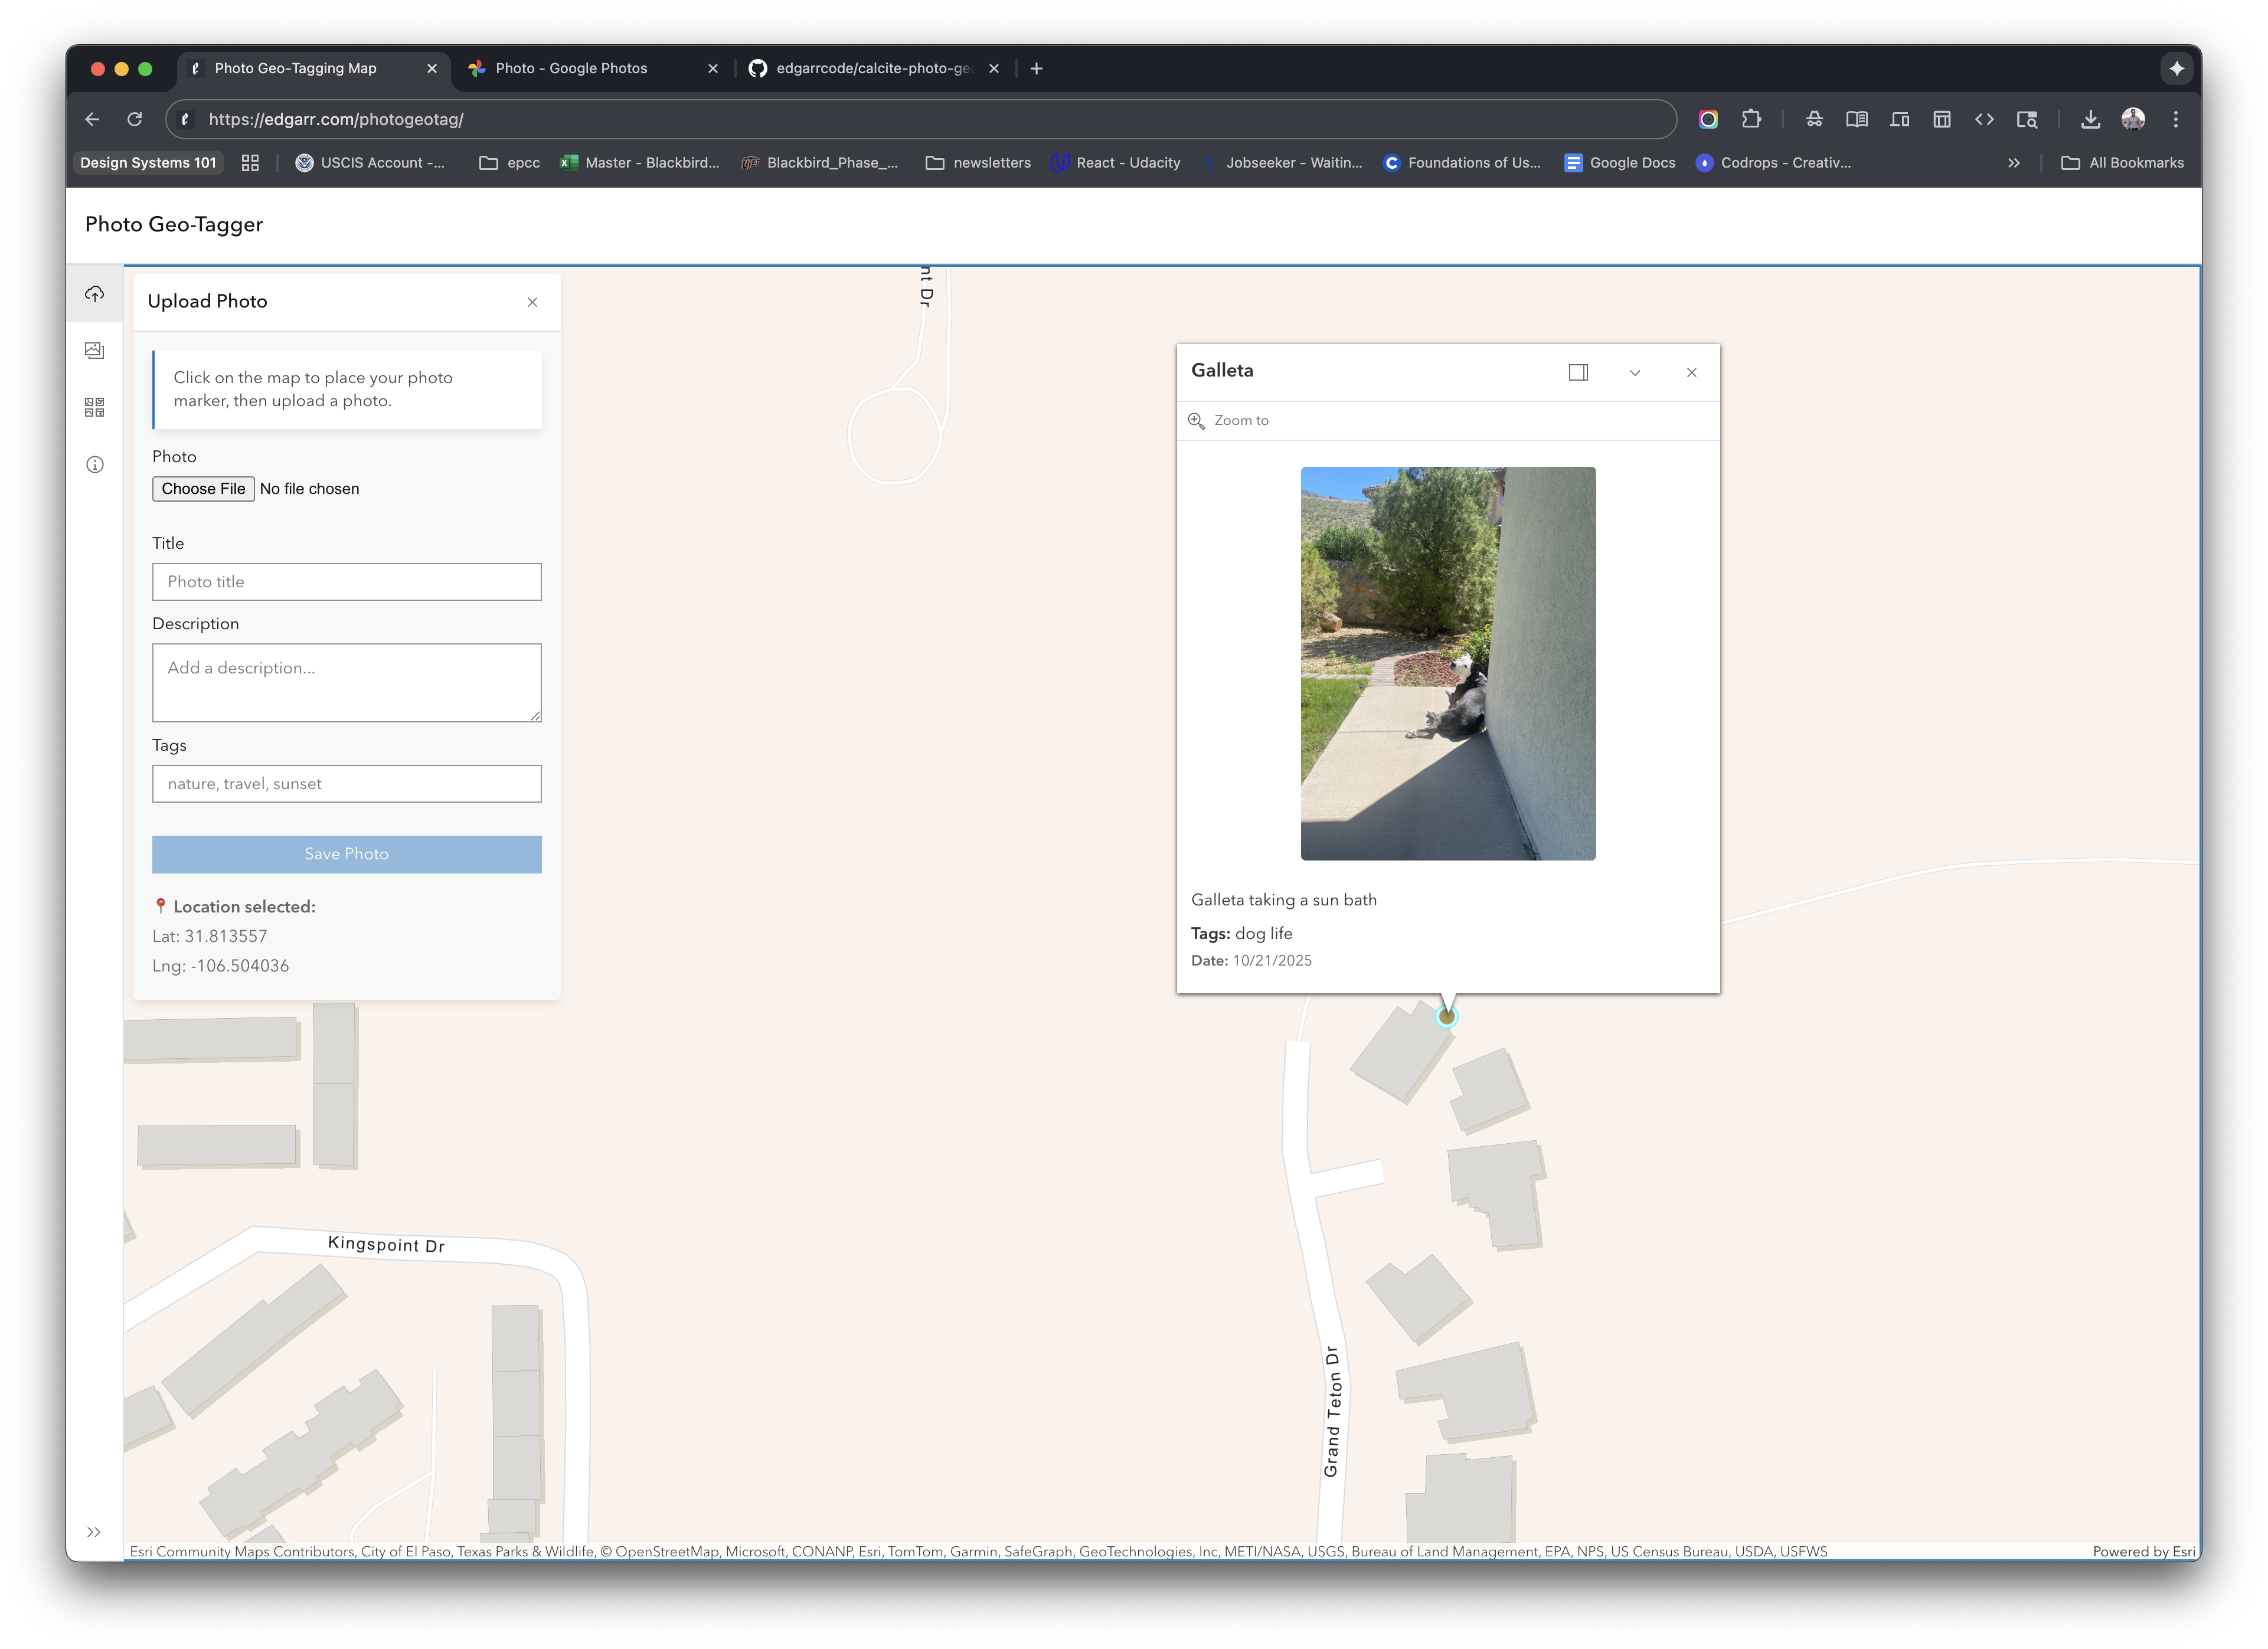 Photo Geo-Tagging Map
Photo - Google Photos
edgarrcode/calcite-photo-geo
https://edgarr.com/photogeotag/
Design Systems 101
USCIS Account -...
epcc
Master - Blackbird...
Blackbird_Phase_...
newsletters
React - Udacity
Jobseeker - Waitin...
Foundations of Us...
Google Docs
Codrops - Creativ...
All Bookmarks
Photo Geo-Tagger
Upload Photo
Click on the map to place your photo
marker, then upload a photo.
Photo
Choose File No file chosen
Title
Photo title
Description
Add a description...
Tags
nature, travel, sunset
Save Photo
Location selected:
Lat: 31.813557
Lng: -106.504036
nt Dr
Galleta
Zoom to
Galleta taking a sun bath
Tags: dog life
Date: 10/21/2025
Kingspoint Dr
Grand Teton Dr
Esri Community Maps Contributors, City of El Paso, Texas Parks & Wildlife, © OpenStreetMap, Microsoft, CONANP, Esri, TomTom, Garmin, SafeGraph, GeoTechnologies, Inc, METI/NASA, USGS, Bureau of Land Management, EPA, NPS, US Census Bureau, USDA, USFWS
Powered by Esri